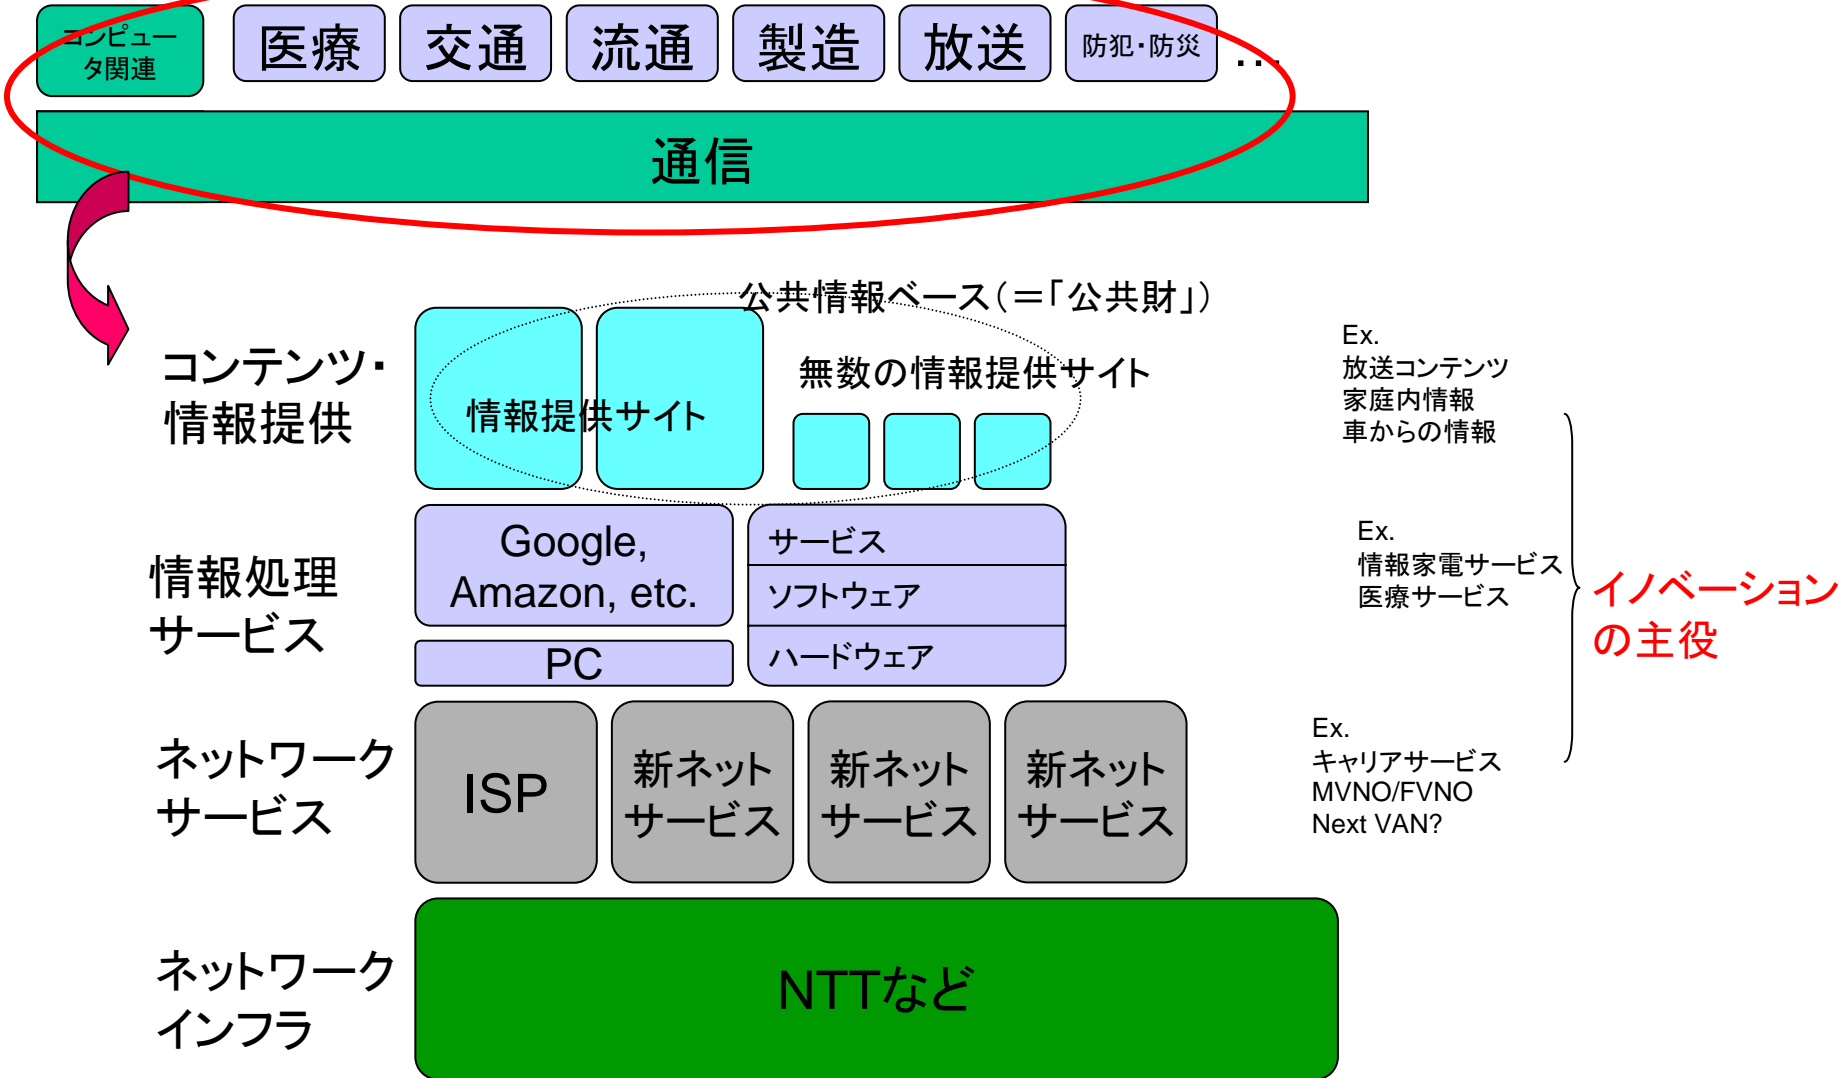 コンピュー
タ関連
医療
交通
流通
製造
放送
防犯・防災
…
通信
公共情報ベース(=「公共財」)
コンテンツ・
情報提供
情報提供サイト
無数の情報提供サイト
Ex.
放送コンテンツ
家庭内情報
車からの情報
情報処理
サービス
Google,
Amazon, etc.
PC
サービス
ソフトウェア
ハードウェア
Ex.
情報家電サービス
医療サービス
イノベーション
の主役
ネットワーク
サービス
ISP
新ネット
サービス
新ネット
サービス
新ネット
サービス
Ex.
キャリアサービス
MVNO/FVNO
Next VAN?
ネットワーク
インフラ
NTTなど